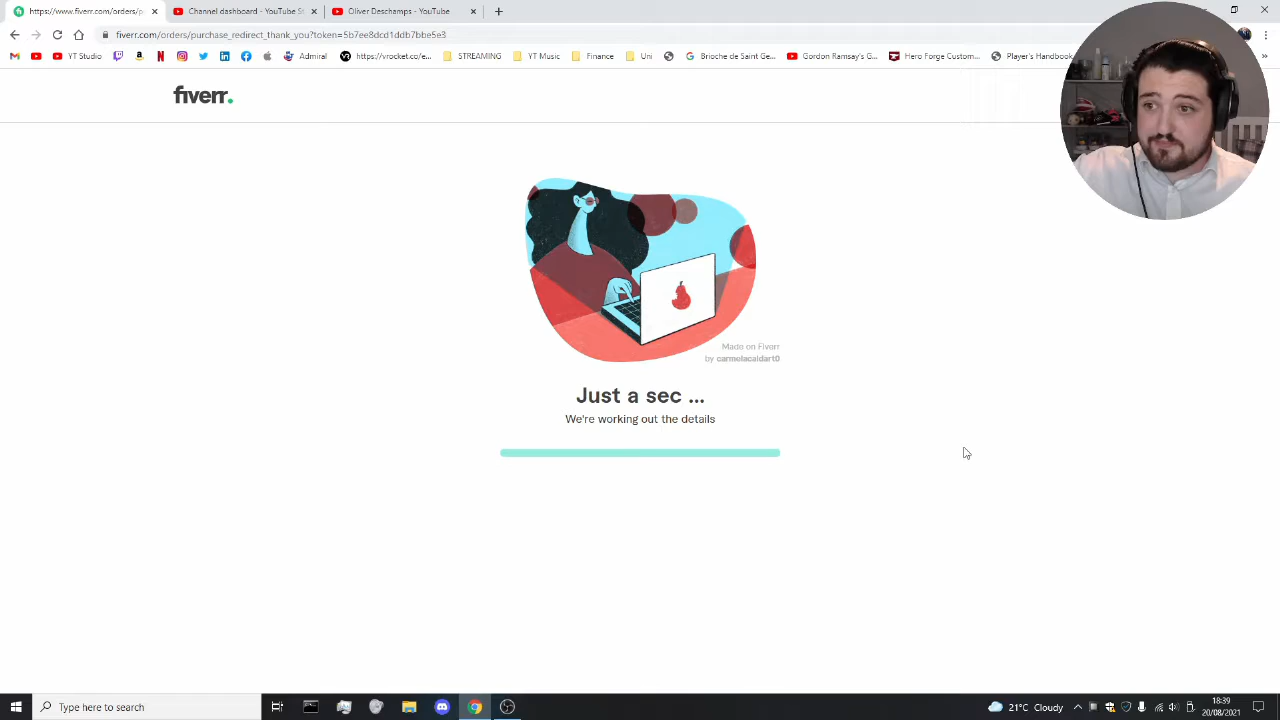 https://www.fiverr.com/orders/p
Channel dashboard - YouTube St
Oliver Deschamps - YouTube
fiverr.com/orders/purchase_redirect_thank_you?token=5b7ee8dcd1ddb7bbe5e3
YT Studio
Admiral
https://vrocket.co/e...
STREAMING
YT Music
Finance
Uni
Brioche de Saint Ge...
Gordon Ramsay's G...
Hero Forge Custom...
Player's Handbook
fiverr.
Made on Fiverr
by carmelacaldart0
Just a sec ...
We're working out the details
Type here to search
21°C Cloudy
18:39
20/08/2021